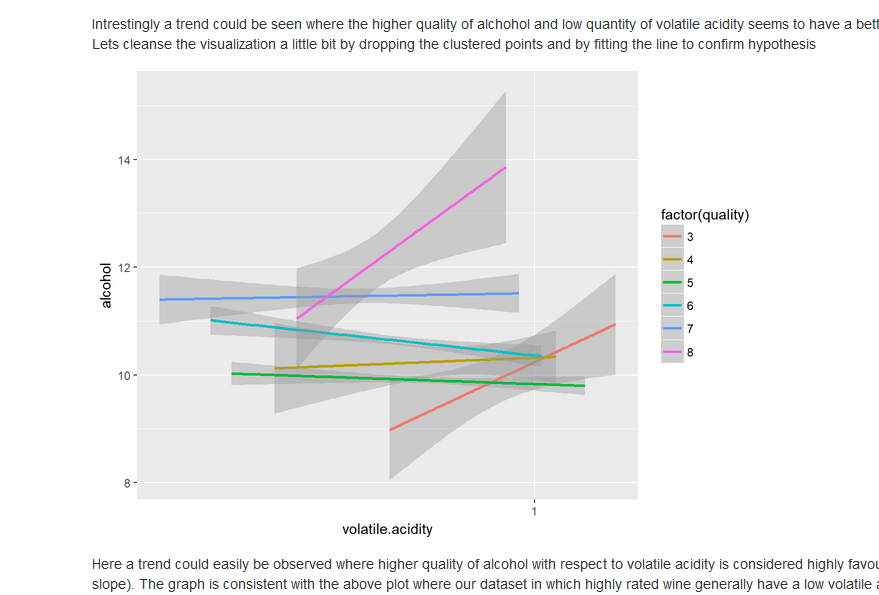 Intrestingly a trend could be seen where the higher quality of alchohol and low quantity of volatile acidity seems to have a
Lets cleanse the visualization a little bit by dropping the clustered points and by fitting the line to confirm hypothesis
14
12
10
8
alcohol
1
volatile.acidity
factor(quality)
3
4
5
6
7
8
Here a trend could easily be observed where higher quality of alcohol with respect to volatile acidity is considered highly
slope). The graph is consistent with the above plot where our dataset in which highly rated wine generally have a low volatile